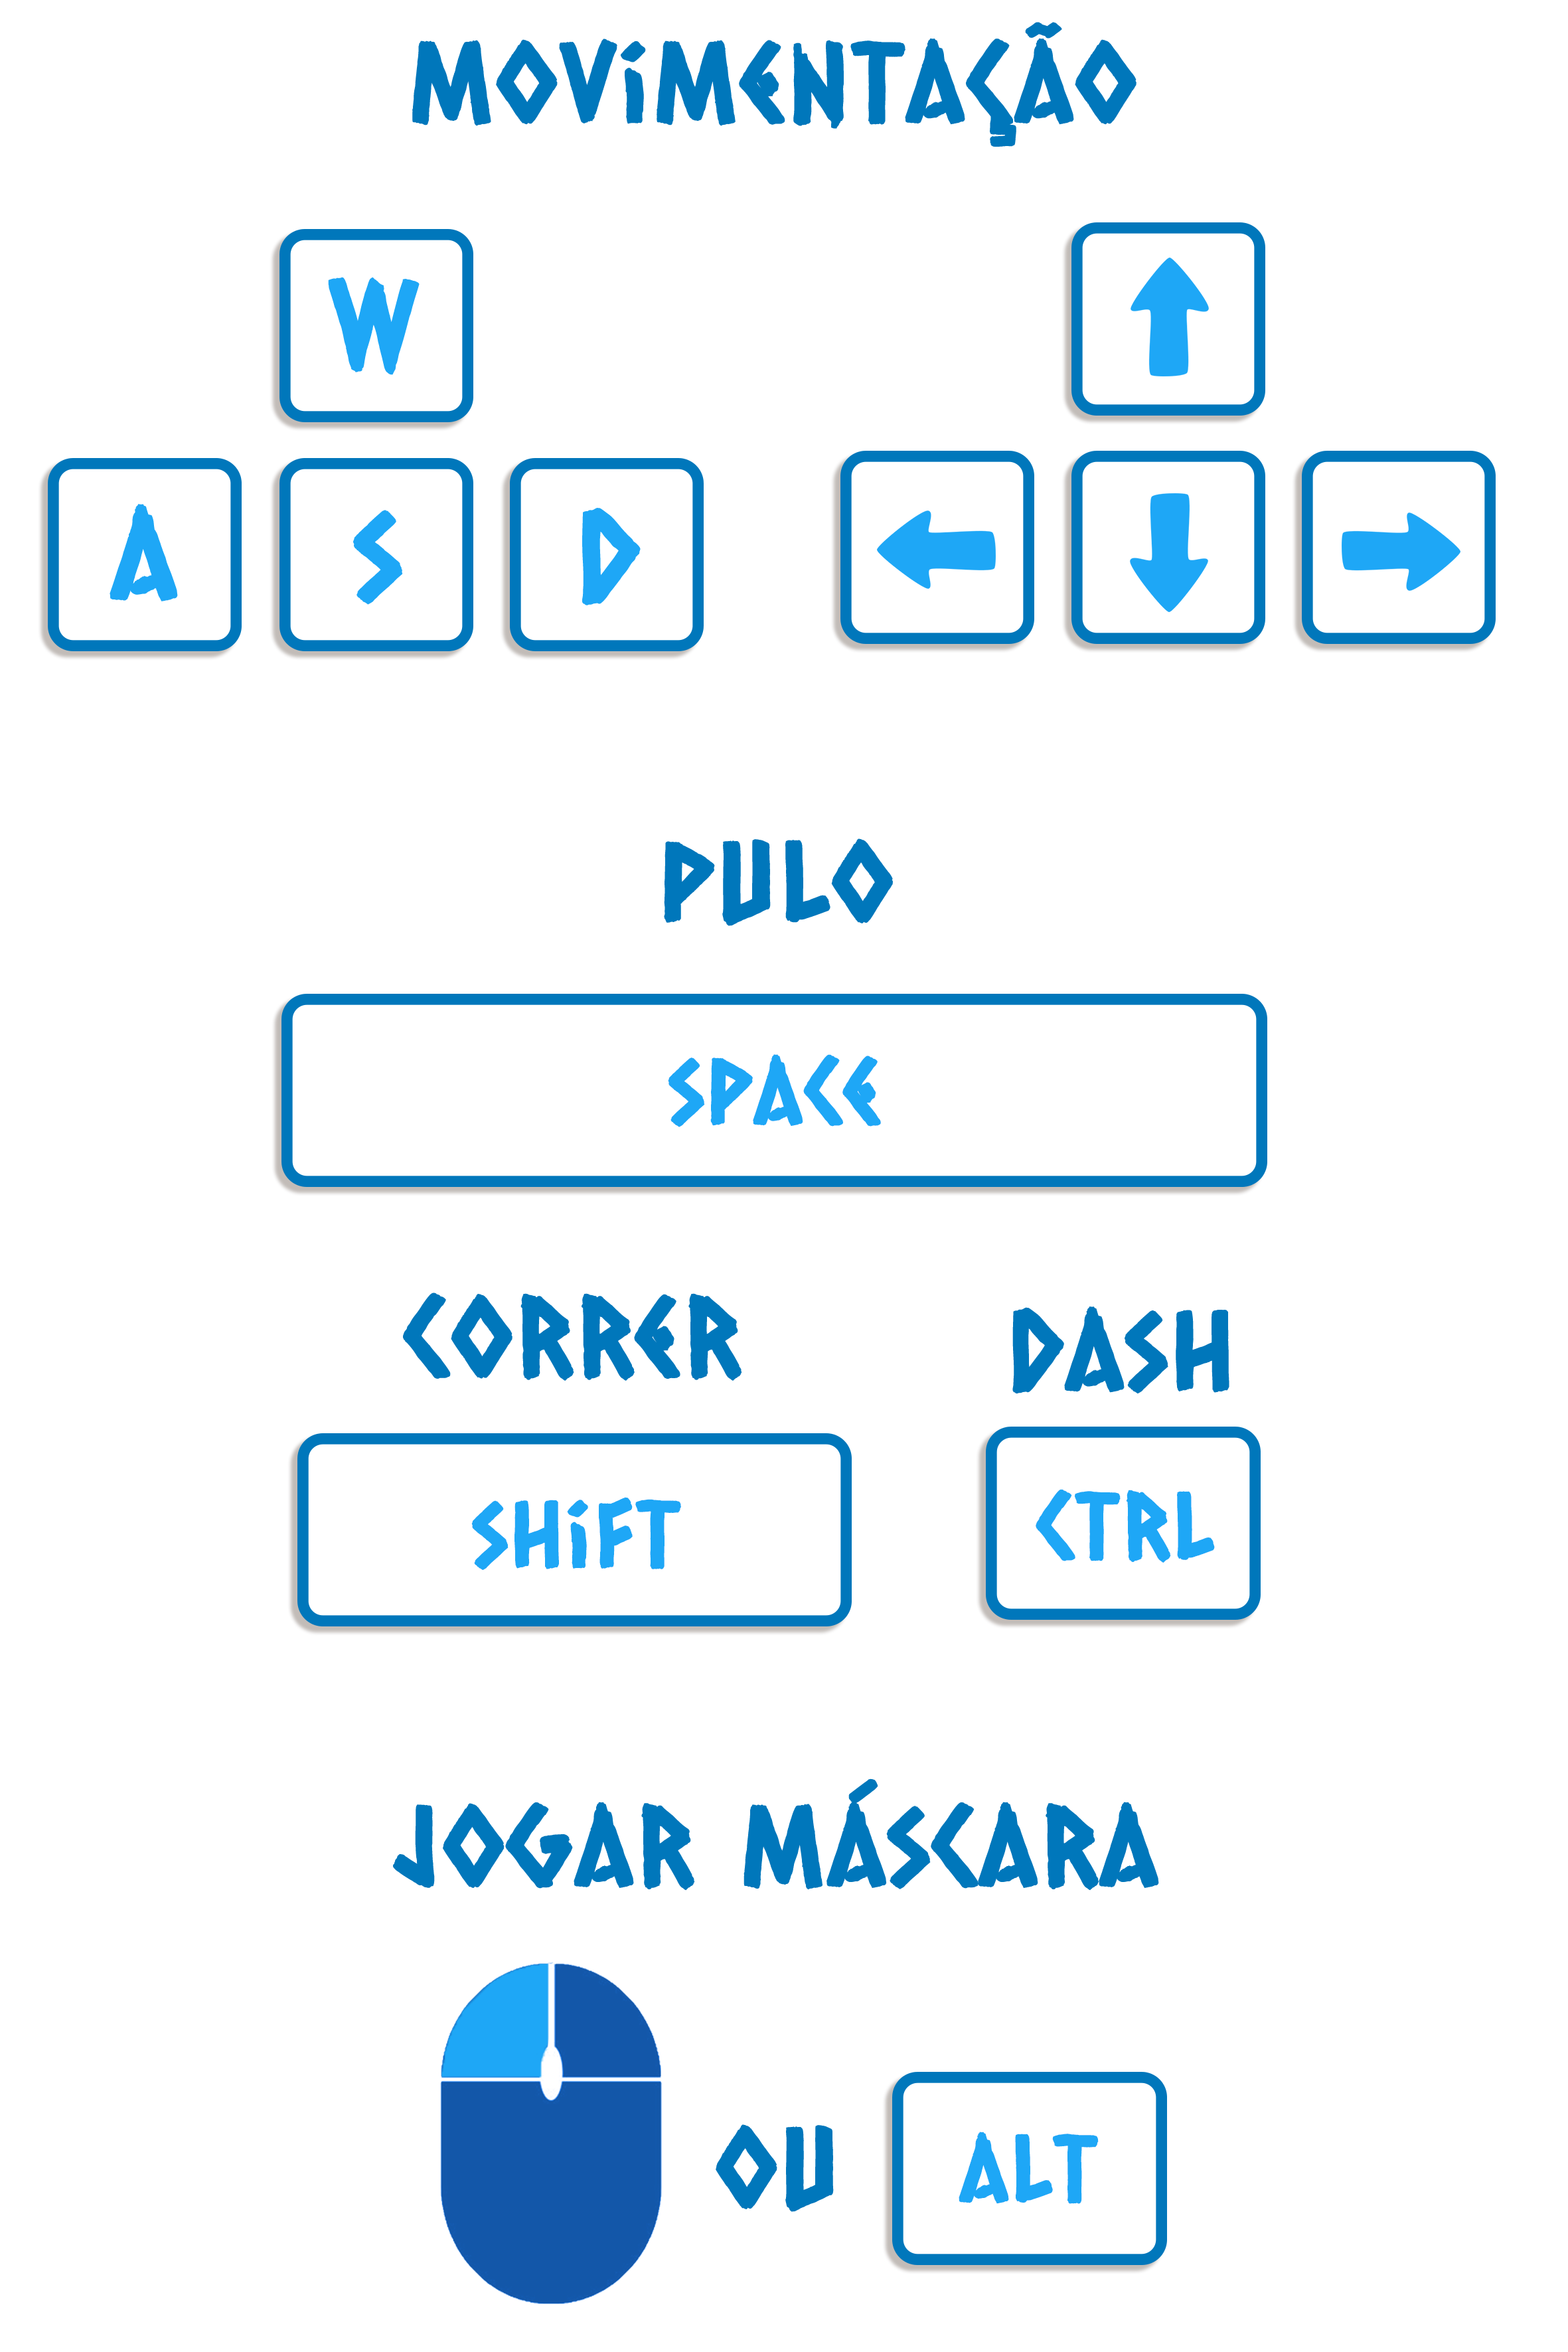 MOVIMENTAÇÃO
W
A S D
PULO
SPACE
CORRER DASH
SHIFT CTRL
JOGAR MÁSCARA
OU ALT